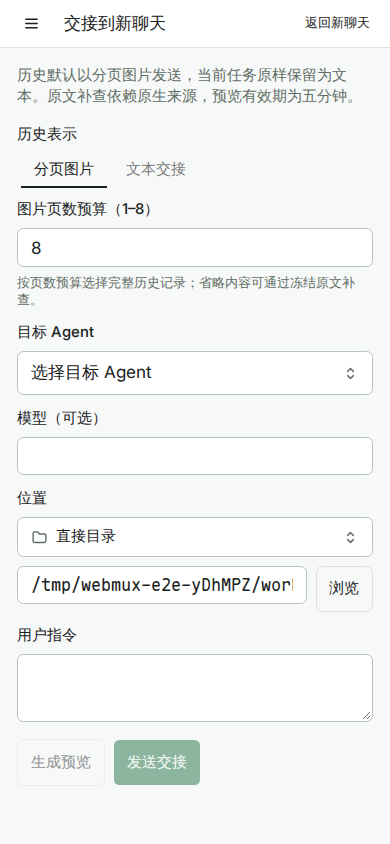 交接到新聊天
返回新聊天
历史默认以分页图片发送，当前任务原样保留为文
本。原文补查依赖原生来源，预览有效期为五分钟。
历史表示
分页图片
文本交接
图片页数预算（1–8）
8
按页数预算选择完整历史记录；省略内容可通过冻结原文补
查。
目标 Agent
选择目标 Agent
模型（可选）
位置
直接目录
/tmp/webmux-e2e-yDhMPZ/wor
浏览
用户指令
生成预览
发送交接